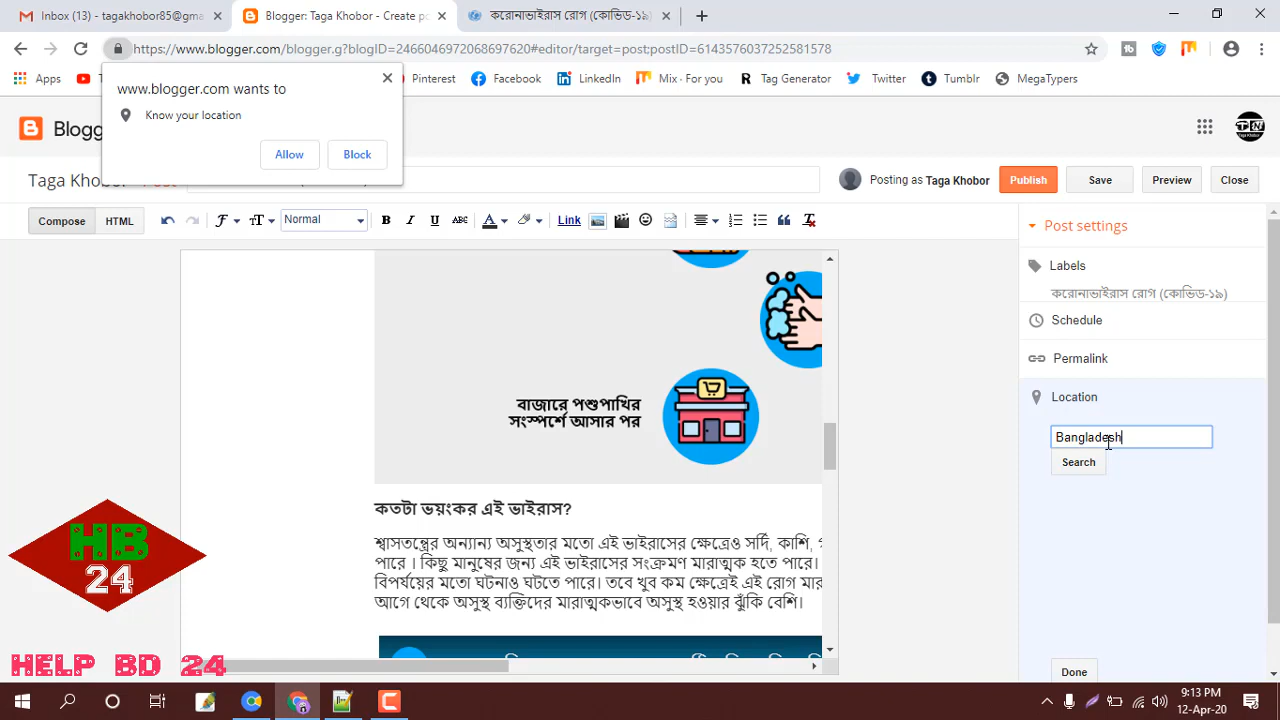 Inbox (13) - tagakhobor85@gma
Blogger: Taga Khobor - Create po
করোনাভাইরাস রোগ (কোভিড-১৯)
https://www.blogger.com/blogger.g?blogID=2466046972068697620#editor/target=post;postID=6143576037252581578
Apps
Pinterest
Facebook
LinkedIn
Mix · For you
Tag Generator
Twitter
Tumblr
MegaTypers
www.blogger.com wants to
Know your location
Allow
Block
Blogg
Taga Khobor
Posting as Taga Khobor
Publish
Save
Preview
Close
Compose
HTML
Normal
B
I
U
ABC
A
Link
Post settings
Labels
করোনাভাইরাস রোগ (কোভিড-১৯)
Schedule
Permalink
Location
Bangladesh
Search
Done
বাজারে পশুপাখির
সংস্পর্শে আসার পর
কতটা ভয়ংকর এই ভাইরাস?
শ্বাসতন্ত্রের অন্যান্য অসুস্থতার মতো এই ভাইরাসের ক্ষেত্রেও সর্দি, কাশি,
পারে । কিছু মানুষের জন্য এই ভাইরাসের সংক্রমণ মারাত্মক হতে পারে।
বিপর্যয়ের মতো ঘটনাও ঘটতে পারে। তবে খুব কম ক্ষেত্রেই এই রোগ মার
আগে থেকে অসুস্থ ব্যক্তিদের মারাত্মকভাবে অসুস্থ হওয়ার ঝুঁকি বেশি।
HB
24
HELP BD 24
9:13 PM
12-Apr-20